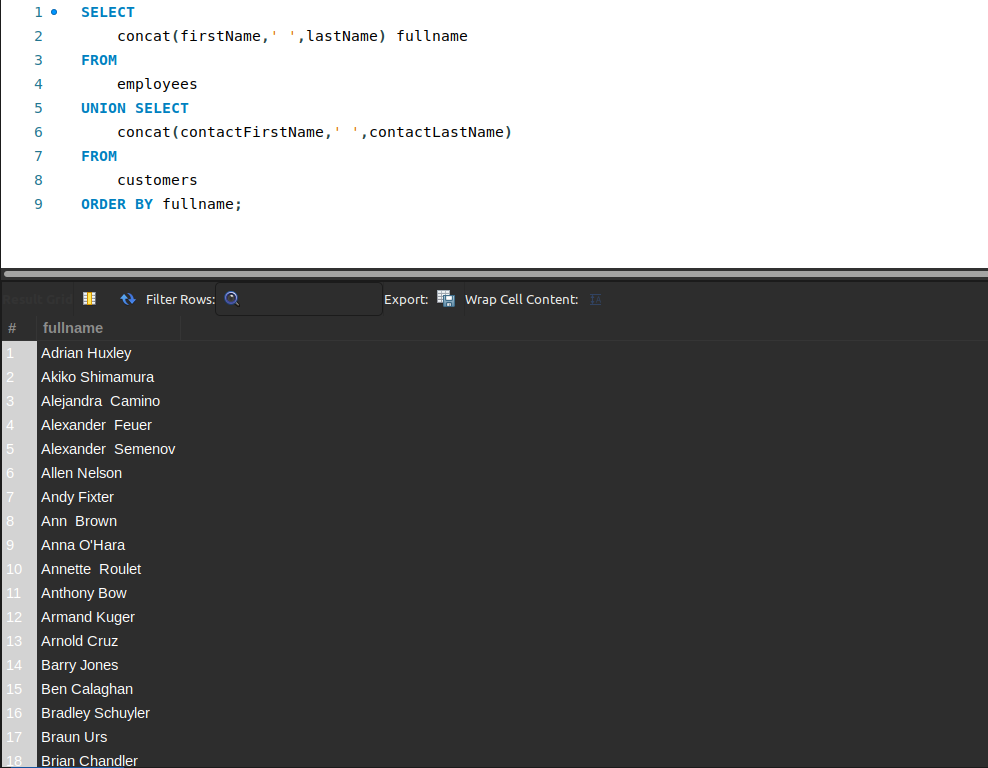 1 SELECT
2 concat(firstName,' ',lastName) fullname
3 FROM
4 employees
5 UNION SELECT
6 concat(contactFirstName,' ',contactLastName)
7 FROM
8 customers
9 ORDER BY fullname;
Result Grid Filter Rows: Export: Wrap Cell Content:
# fullname
1 Adrian Huxley
2 Akiko Shimamura
3 Alejandra  Camino
4 Alexander  Feuer
5 Alexander  Semenov
6 Allen Nelson
7 Andy Fixter
8 Ann  Brown
9 Anna O'Hara
10 Annette  Roulet
11 Anthony Bow
12 Armand Kuger
13 Arnold Cruz
14 Barry Jones
15 Ben Calaghan
16 Bradley Schuyler
17 Braun Urs
18 Brian Chandler